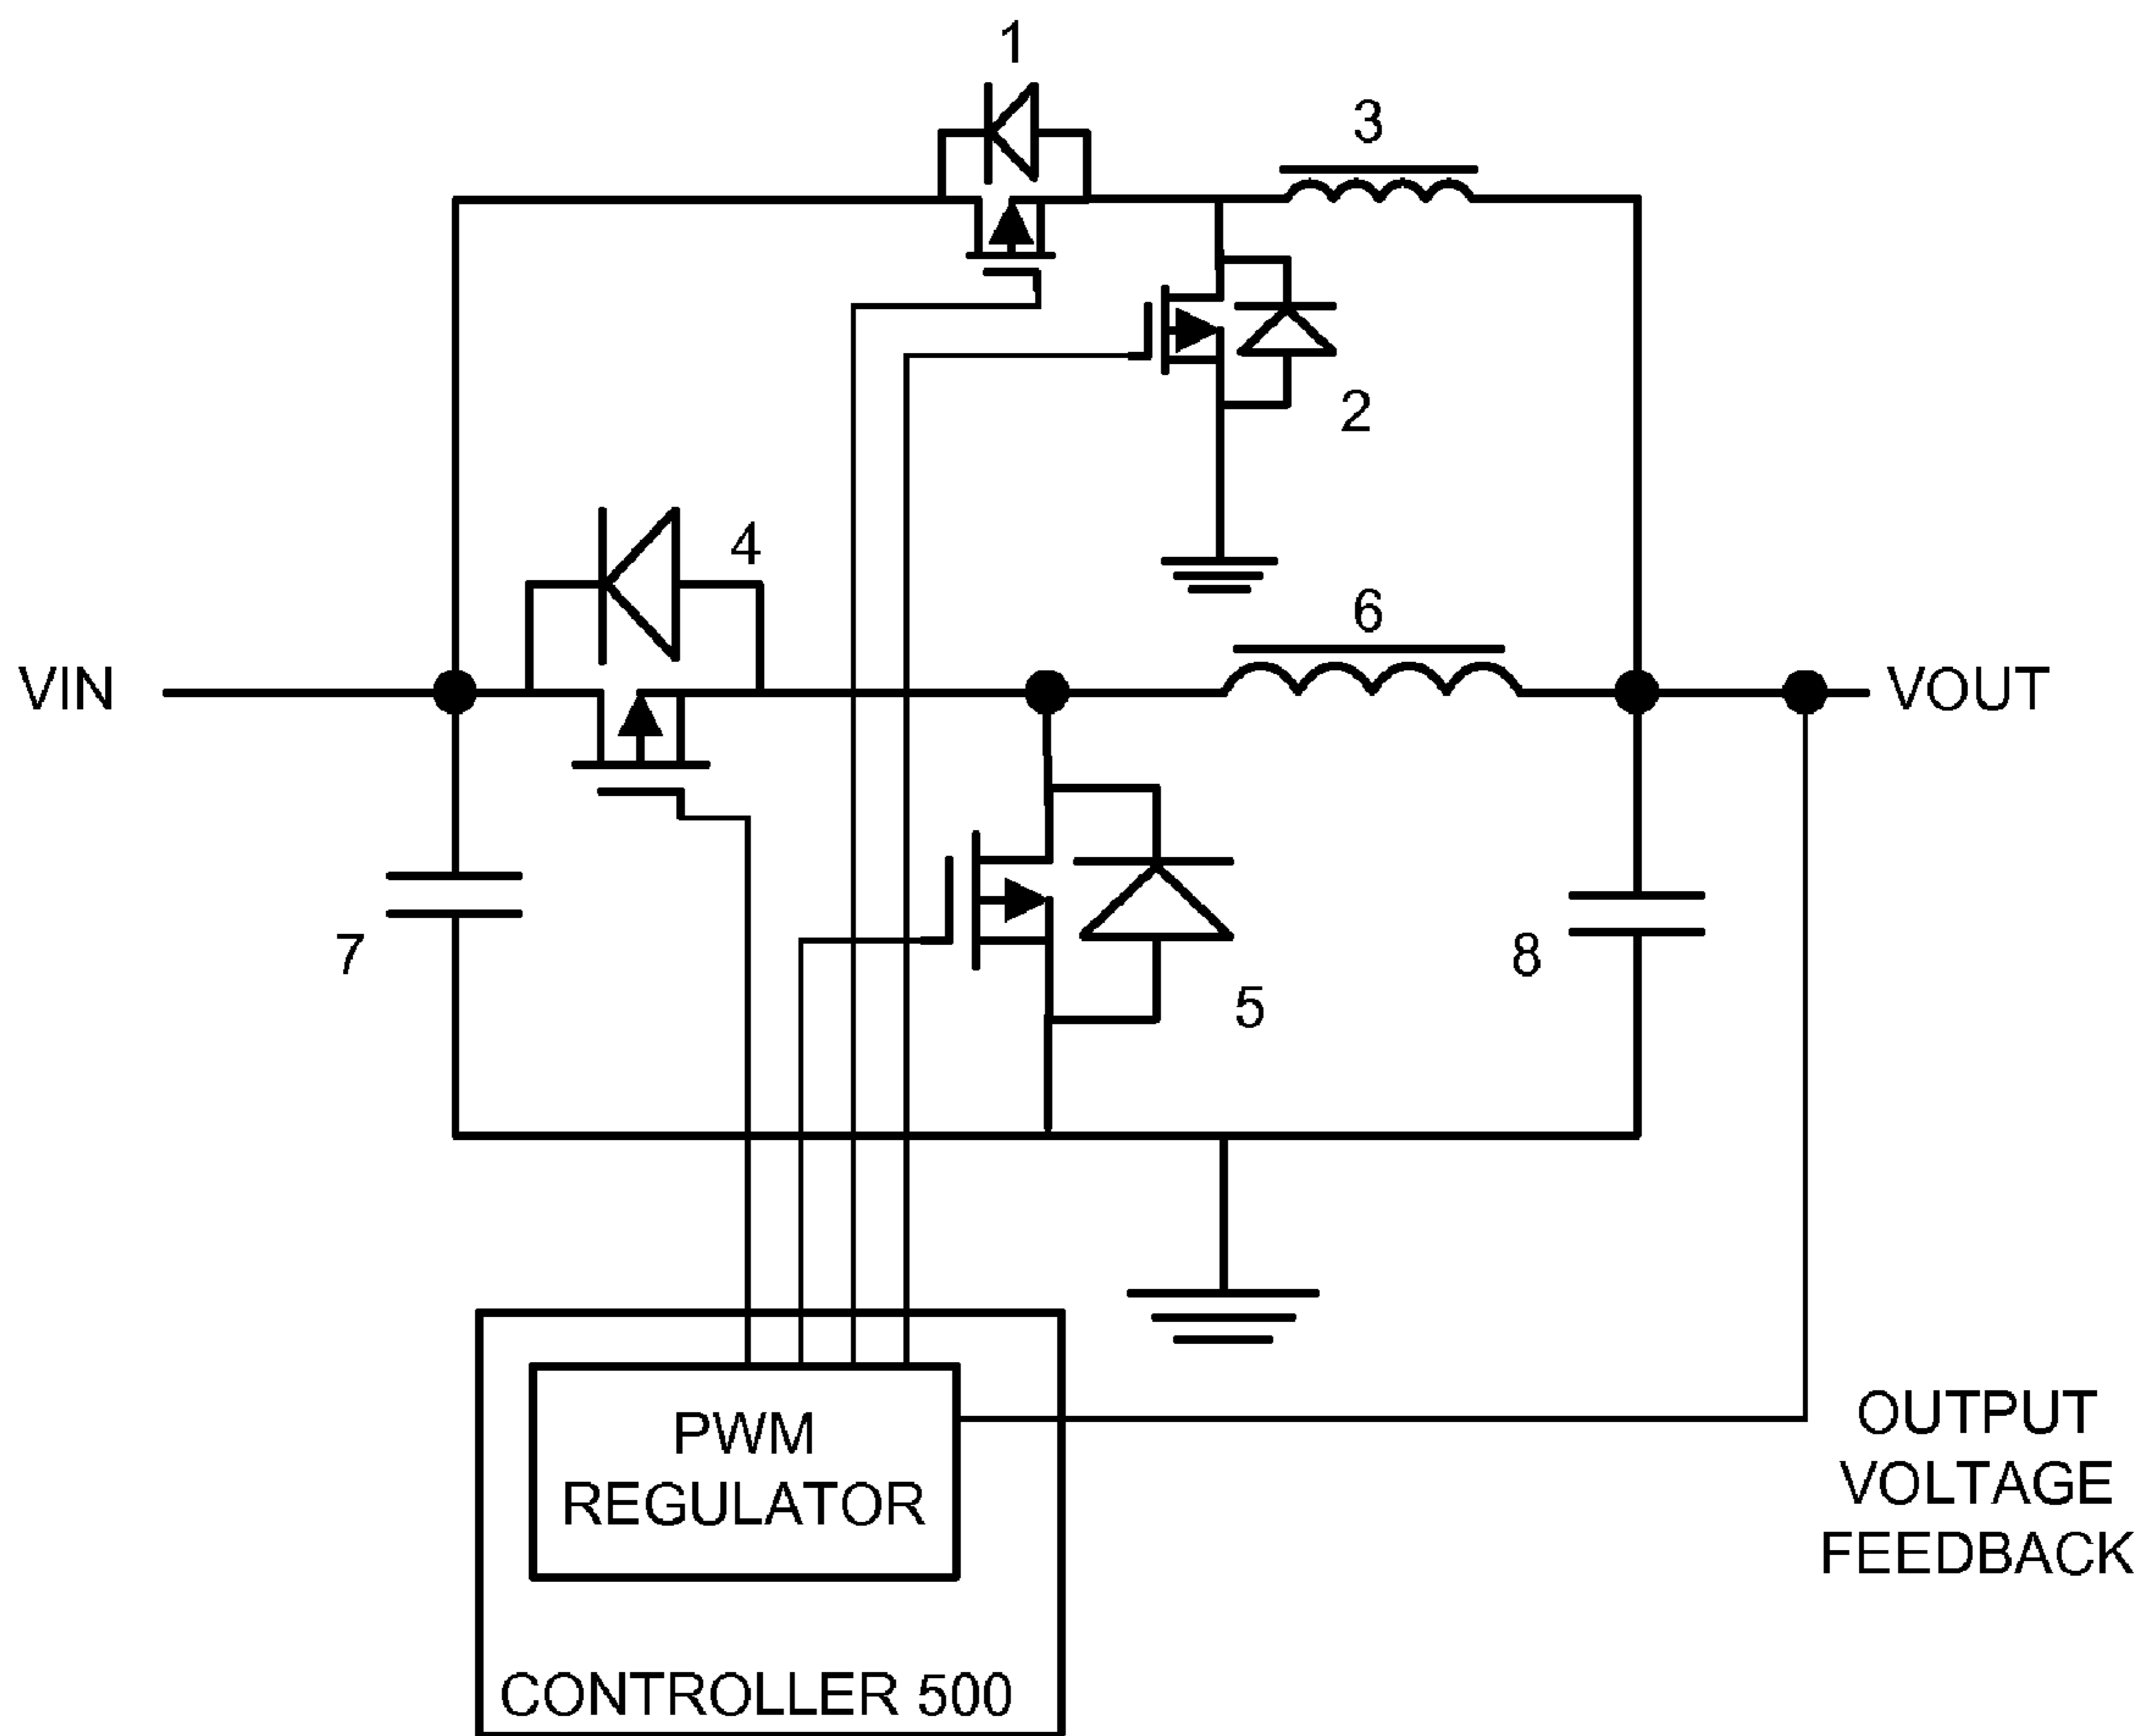 1
3
2
4
6
VIN
VOUT
7
8
5
PWM
REGULATOR
OUTPUT
VOLTAGE
FEEDBACK
CONTROLLER 500